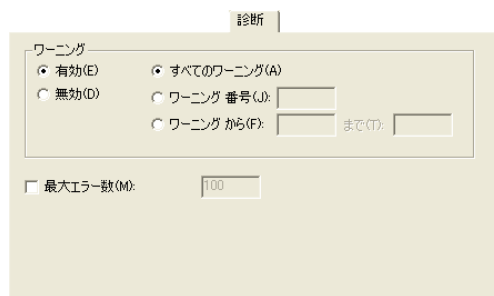 診断
ワーニング
有効(E) すべてのワーニング(A)
無効(D) ワーニング 番号(J):
ワーニング から(F): まで(T):
最大エラー数(M): 100